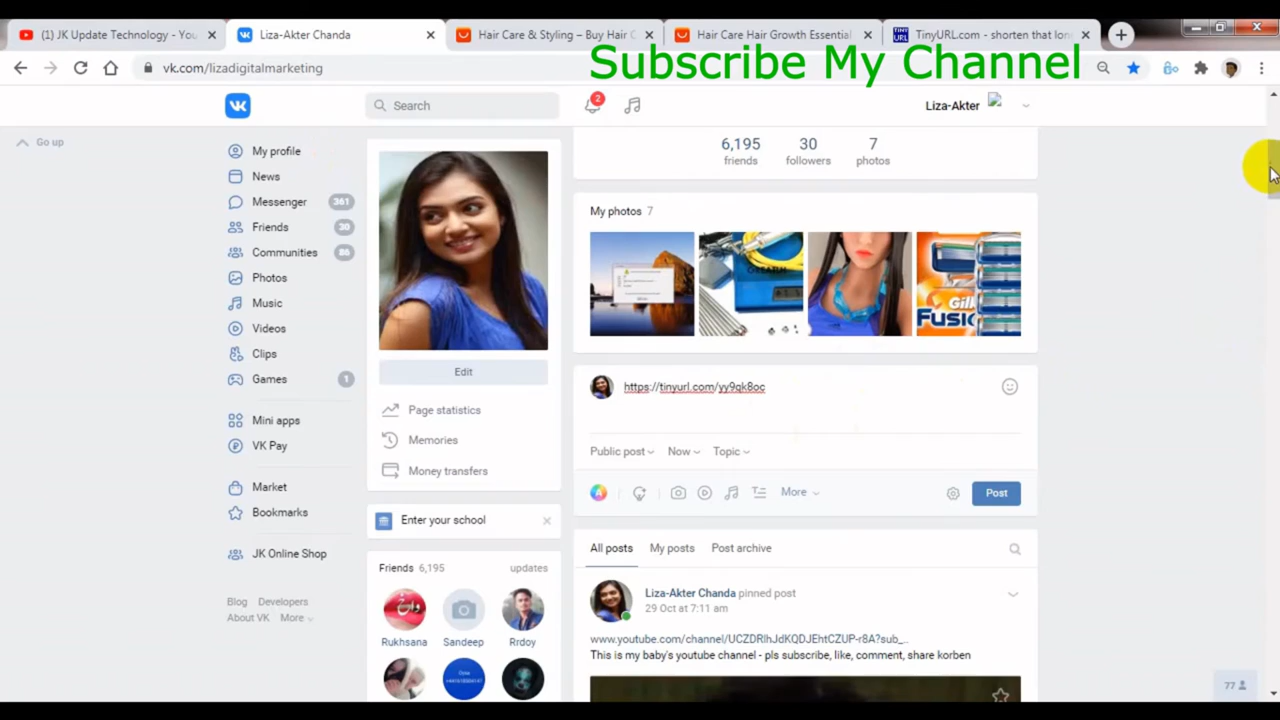 (1) JK Update Technology - You
Liza-Akter Chanda
Hair Care & Styling – Buy Hair C
Hair Care Hair Growth Essential
TinyURL.com - shorten that lon
Subscribe My Channel
vk.com/lizadigitalmarketing
Search
2
Liza-Akter
Go up
My profile
News
Messenger 361
Friends 30
Communities 86
Photos
Music
Videos
Clips
Games 1
Mini apps
VK Pay
Market
Bookmarks
JK Online Shop
Blog Developers
About VK More
Edit
Page statistics
Memories
Money transfers
Enter your school
Friends 6,195 updates
Rukhsana Sandeep Rrdoy
6,195 30 7
friends followers photos
My photos 7
Gill
FUSI
https://tinyurl.com/yy9qk8oc
Public post Now Topic
More
Post
All posts My posts Post archive
Liza-Akter Chanda pinned post
29 Oct at 7:11 am
www.youtube.com/channel/UCZDRlhJdKQDJEhtCZUP-r8A?sub_..
This is my baby's youtube channel - pls subscribe, like, comment, share korben
77